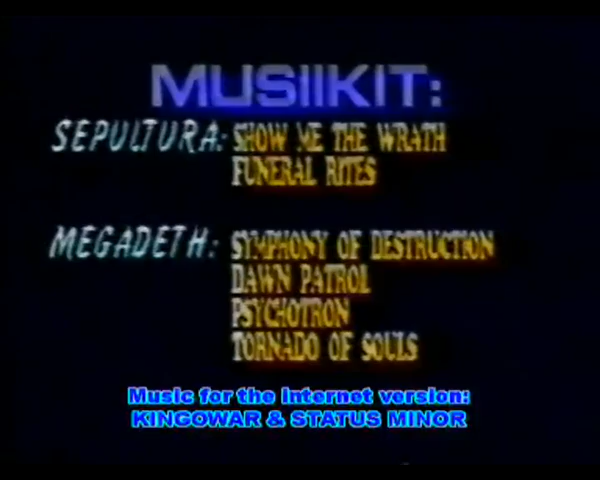 MUSIIKIT:
SEPULTURA: SHOW ME THE WRATH
FUNERAL RITES
MEGADETH: SYMPHONY OF DESTRUCTION
DAWN PATROL
PSYCHOTRON
TORNADO OF SOULS
Music for the Internet version:
KINGOWAR & STATUS MINOR